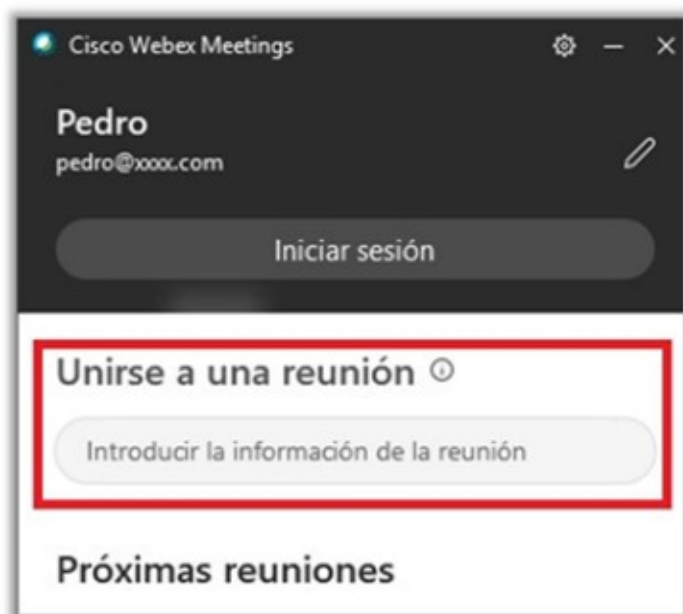 Cisco Webex Meetings
Pedro
pedro@xxxx.com
Iniciar sesión
Unirse a una reunión
Introducir la información de la reunión
Próximas reuniones